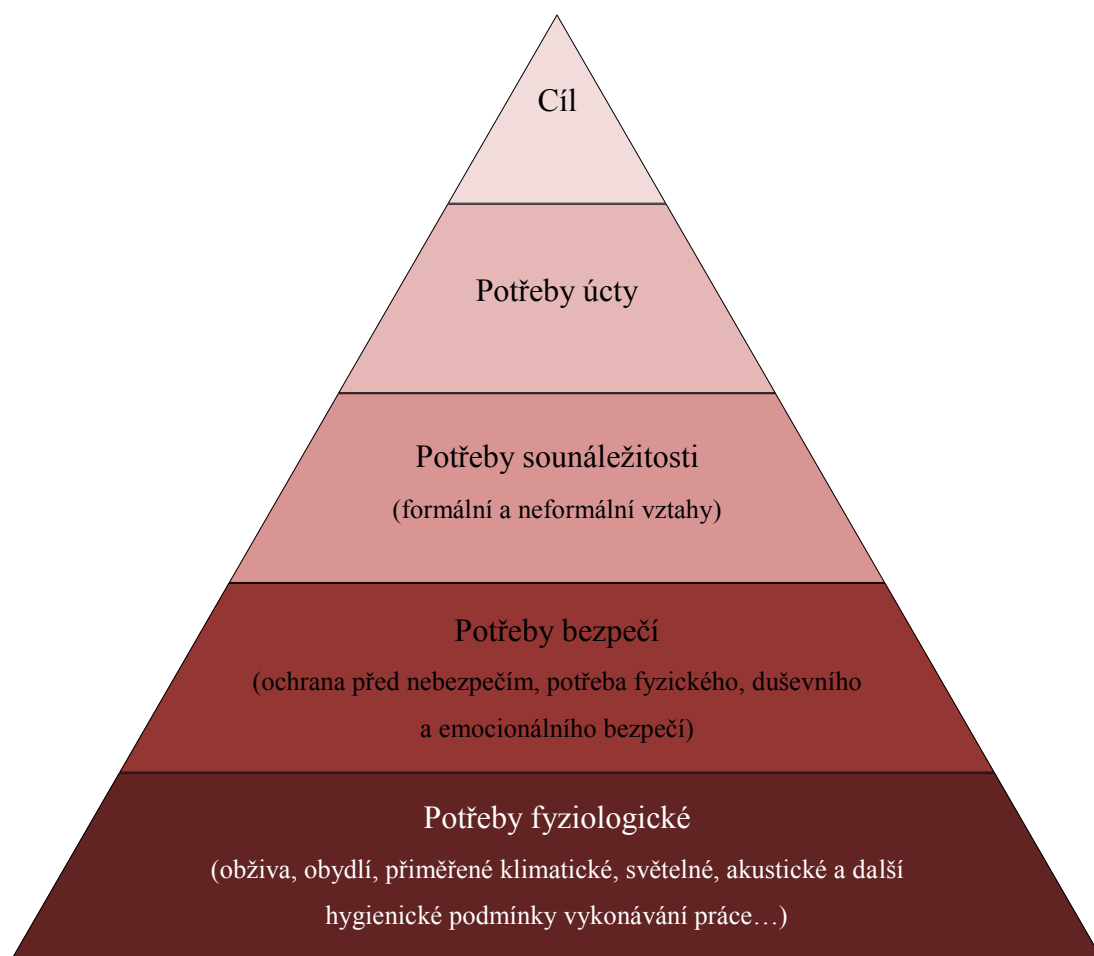 Cíl
Potřeby úcty
Potřeby sounáležitosti
(formální a neformální vztahy)
Potřeby bezpečí
(ochrana před nebezpečím, potřeba fyzického, duševního
a emocionálního bezpečí)
Potřeby fyziologické
(obživa, obydlí, přiměřené klimatické, světelné, akustické a další
hygienické podmínky vykonávání práce…)